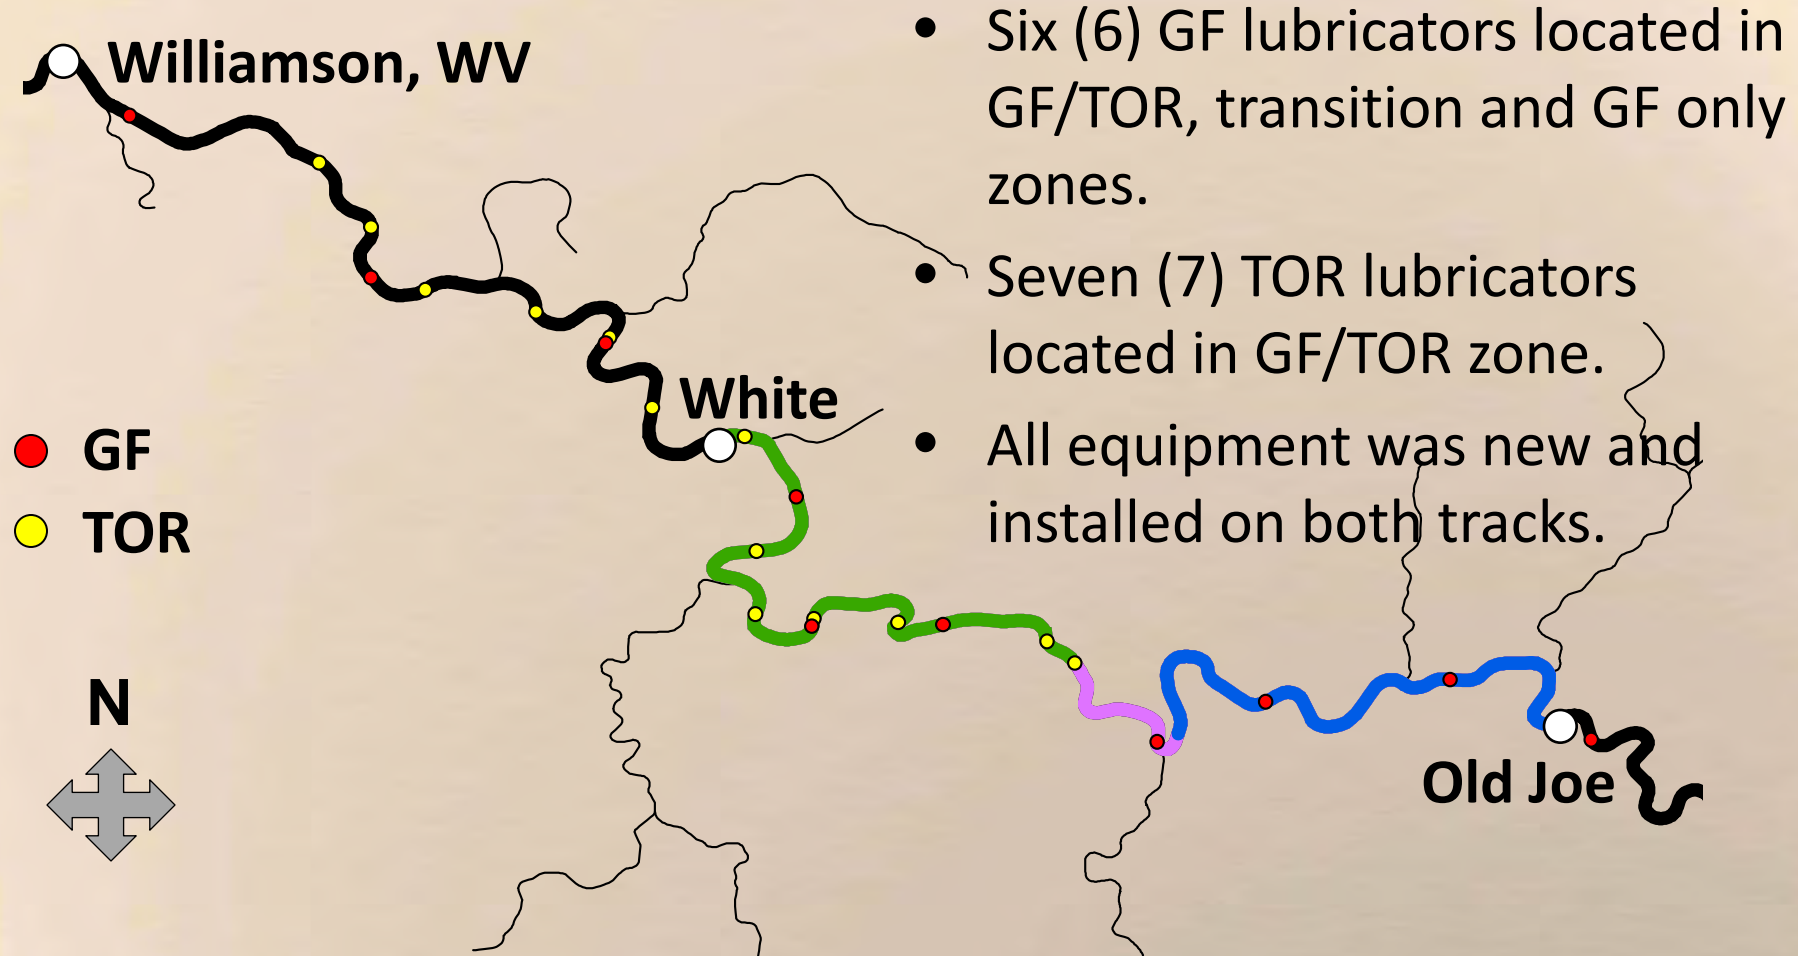 Williamson, WV
• Six (6) GF lubricators located in
GF/TOR, transition and GF only
zones.
• Seven (7) TOR lubricators
located in GF/TOR zone.
• All equipment was new and
installed on both tracks.
White
GF
TOR
N
Old Joe